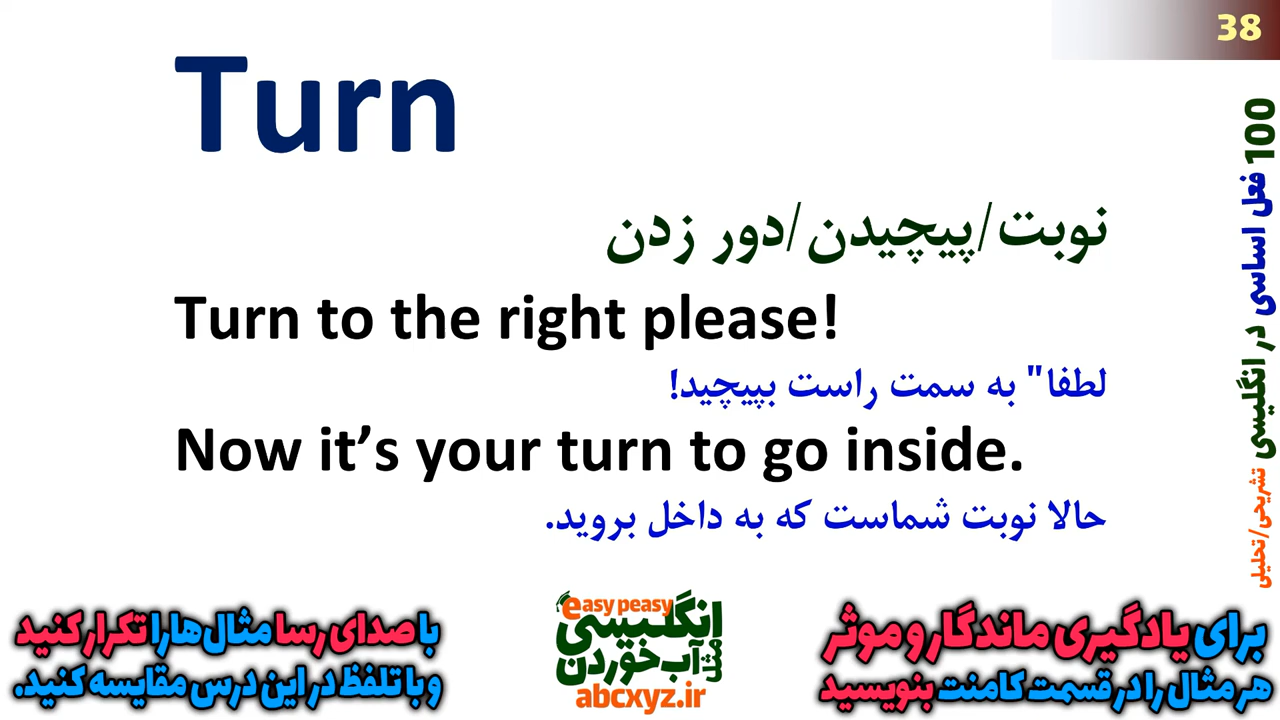 38
Turn
نوبت/پیچیدن/دور زدن
Turn to the right please!
لطفا" به سمت راست بپیچید!
Now it's your turn to go inside.
حالا نوبت شماست که به داخل بروید.
100 فعل اساسی در انگلیسی تشریحی/تحلیلی
برای یادگیری ماندگار و موثر
هر مثال را در قسمت کامنت بنویسید
easy peasy
انگلیسی
مثل آب خوردن
abcxyz.ir
با صدای رسا مثال‌ها را تکرار کنید
و با تلفظ در این درس مقایسه کنید.